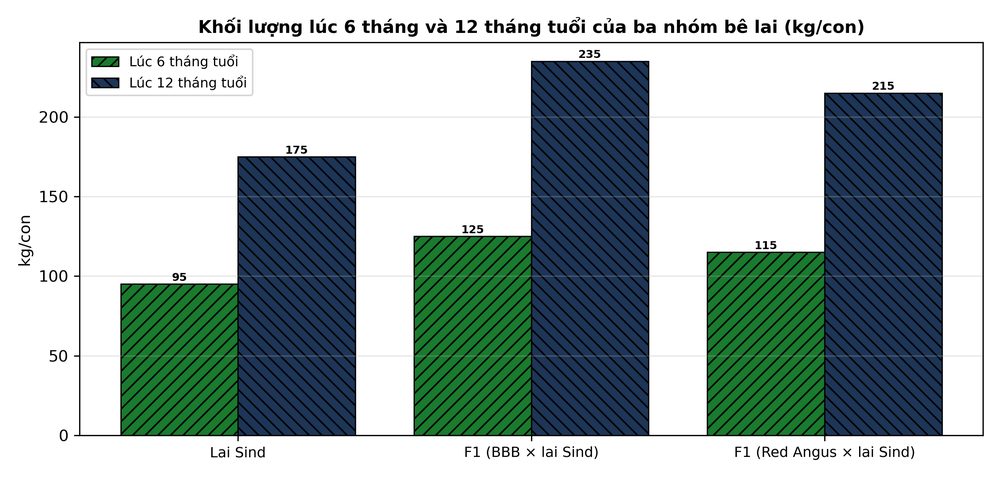 Khối lượng lúc 6 tháng và 12 tháng tuổi của ba nhóm bê lai (kg/con)
Lúc 6 tháng tuổi
Lúc 12 tháng tuổi
kg/con
200
150
100
50
0
95
175
125
235
115
215
Lai Sind
F1 (BBB × lai Sind)
F1 (Red Angus × lai Sind)